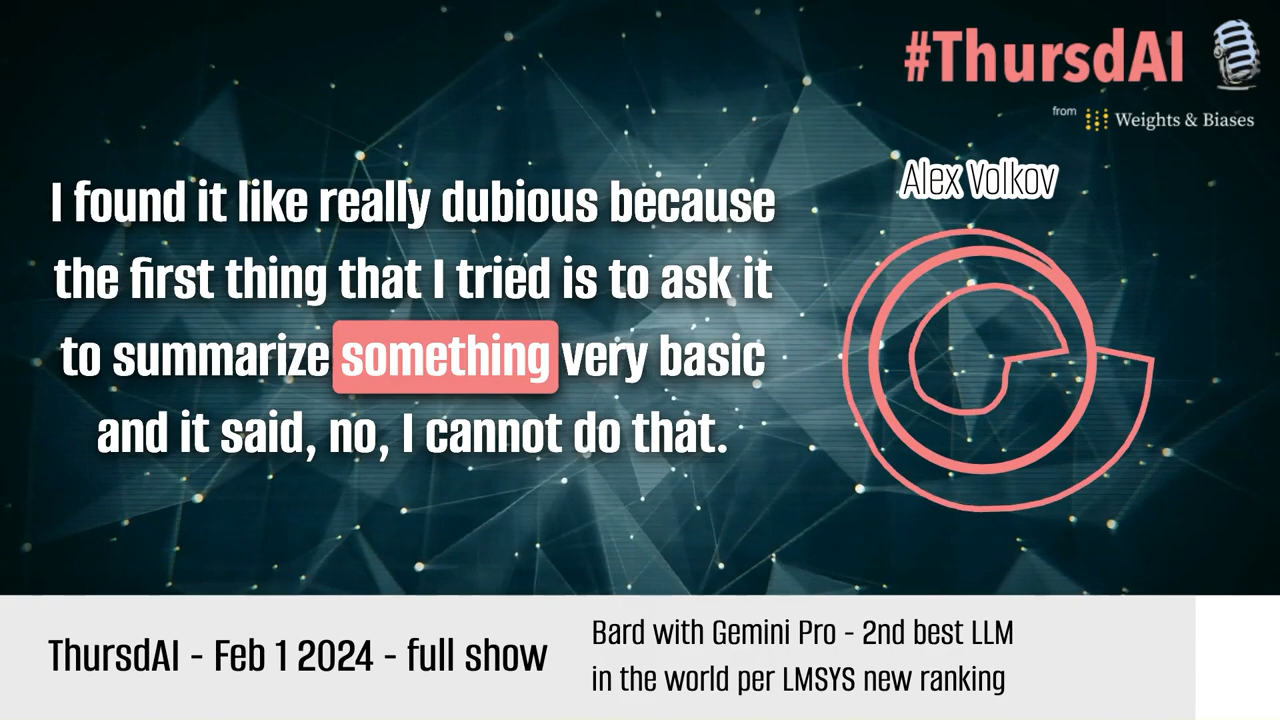 #ThursdAI
from Weights & Biases
Alex Volkov
I found it like really dubious because
the first thing that I tried is to ask it
to summarize something very basic
and it said, no, I cannot do that.
ThursdAI - Feb 1 2024 - full show
Bard with Gemini Pro - 2nd best LLM
in the world per LMSYS new ranking